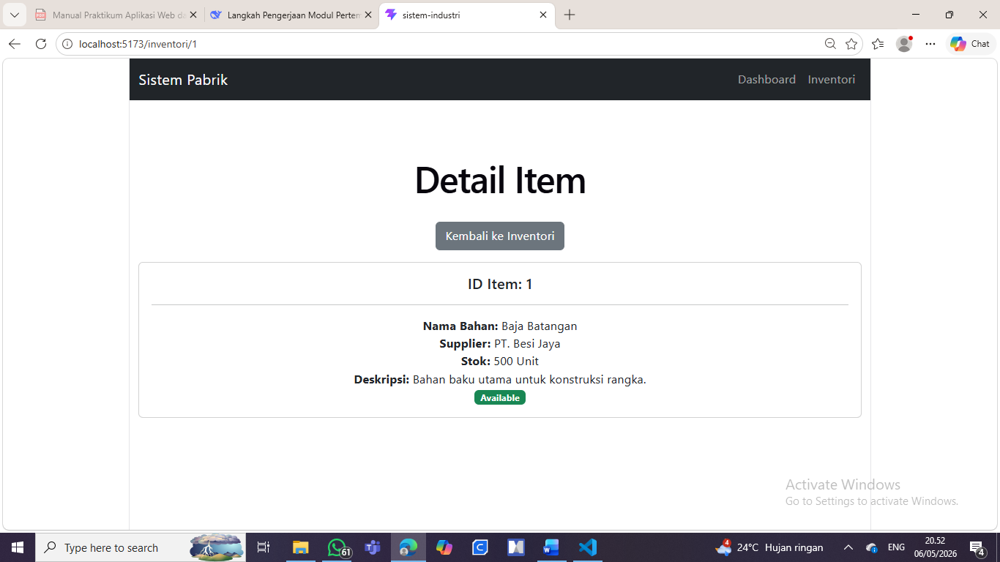 Manual Praktikum Aplikasi Web da
Langkah Pengerjaan Modul Pertem
sistem-industri
localhost:5173/inventori/1
Chat
Sistem Pabrik
Dashboard
Inventori
Detail Item
Kembali ke Inventori
ID Item: 1
Nama Bahan: Baja Batangan
Supplier: PT. Besi Jaya
Stok: 500 Unit
Deskripsi: Bahan baku utama untuk konstruksi rangka.
Available
Activate Windows
Go to Settings to activate Windows.
Type here to search
61
4
24°C Hujan ringan
ENG
20.52
06/05/2026
4